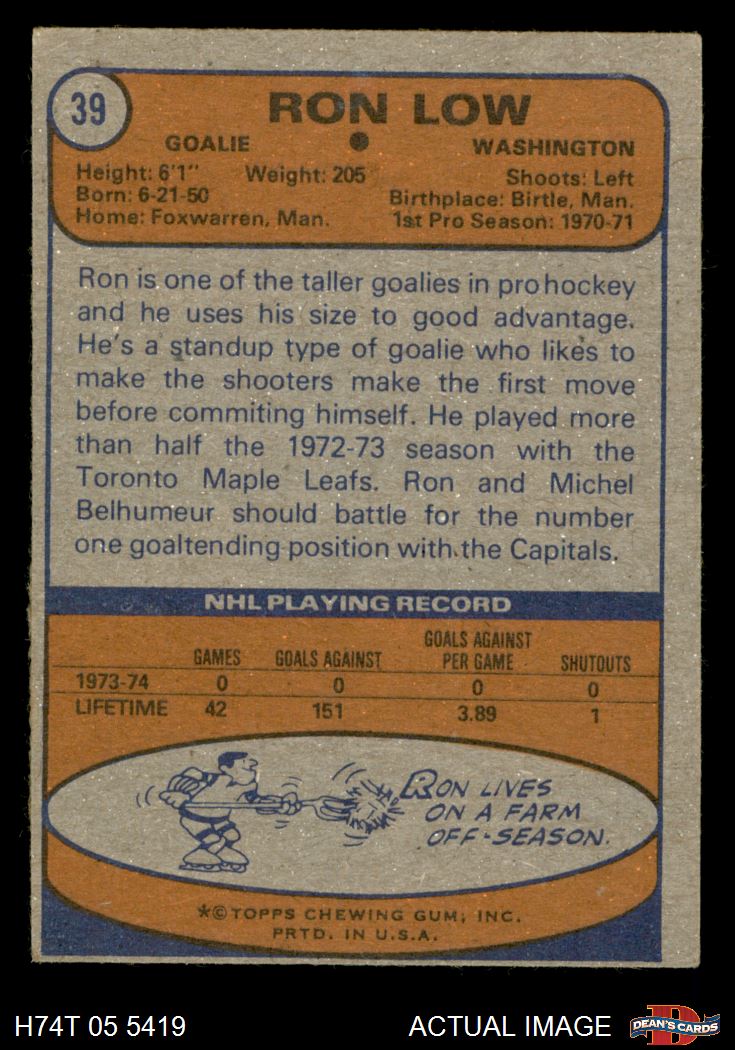 39
RON LOW
GOALIE ● WASHINGTON
Height: 6'1" Weight: 205 Shoots: Left
Born: 6-21-50 Birthplace: Birtle, Man.
Home: Foxwarren, Man. 1st Pro Season: 1970-71
Ron is one of the taller goalies in pro hockey
and he uses his size to good advantage.
He's a standup type of goalie who likes to
make the shooters make the first move
before commiting himself. He played more
than half the 1972-73 season with the
Toronto Maple Leafs. Ron and Michel
Belhumeur should battle for the number
one goaltending position with the Capitals.
NHL PLAYING RECORD
GAMES GOALS AGAINST GOALS AGAINST PER GAME SHUTOUTS
1973-74 0 0 0 0
LIFETIME 42 151 3.89 1
RON LIVES
ON A FARM
OFF-SEASON.
*© TOPPS CHEWING GUM, INC.
PRTD. IN U.S.A.
H74T 05 5419 ACTUAL IMAGE D DEAN'S CARDS